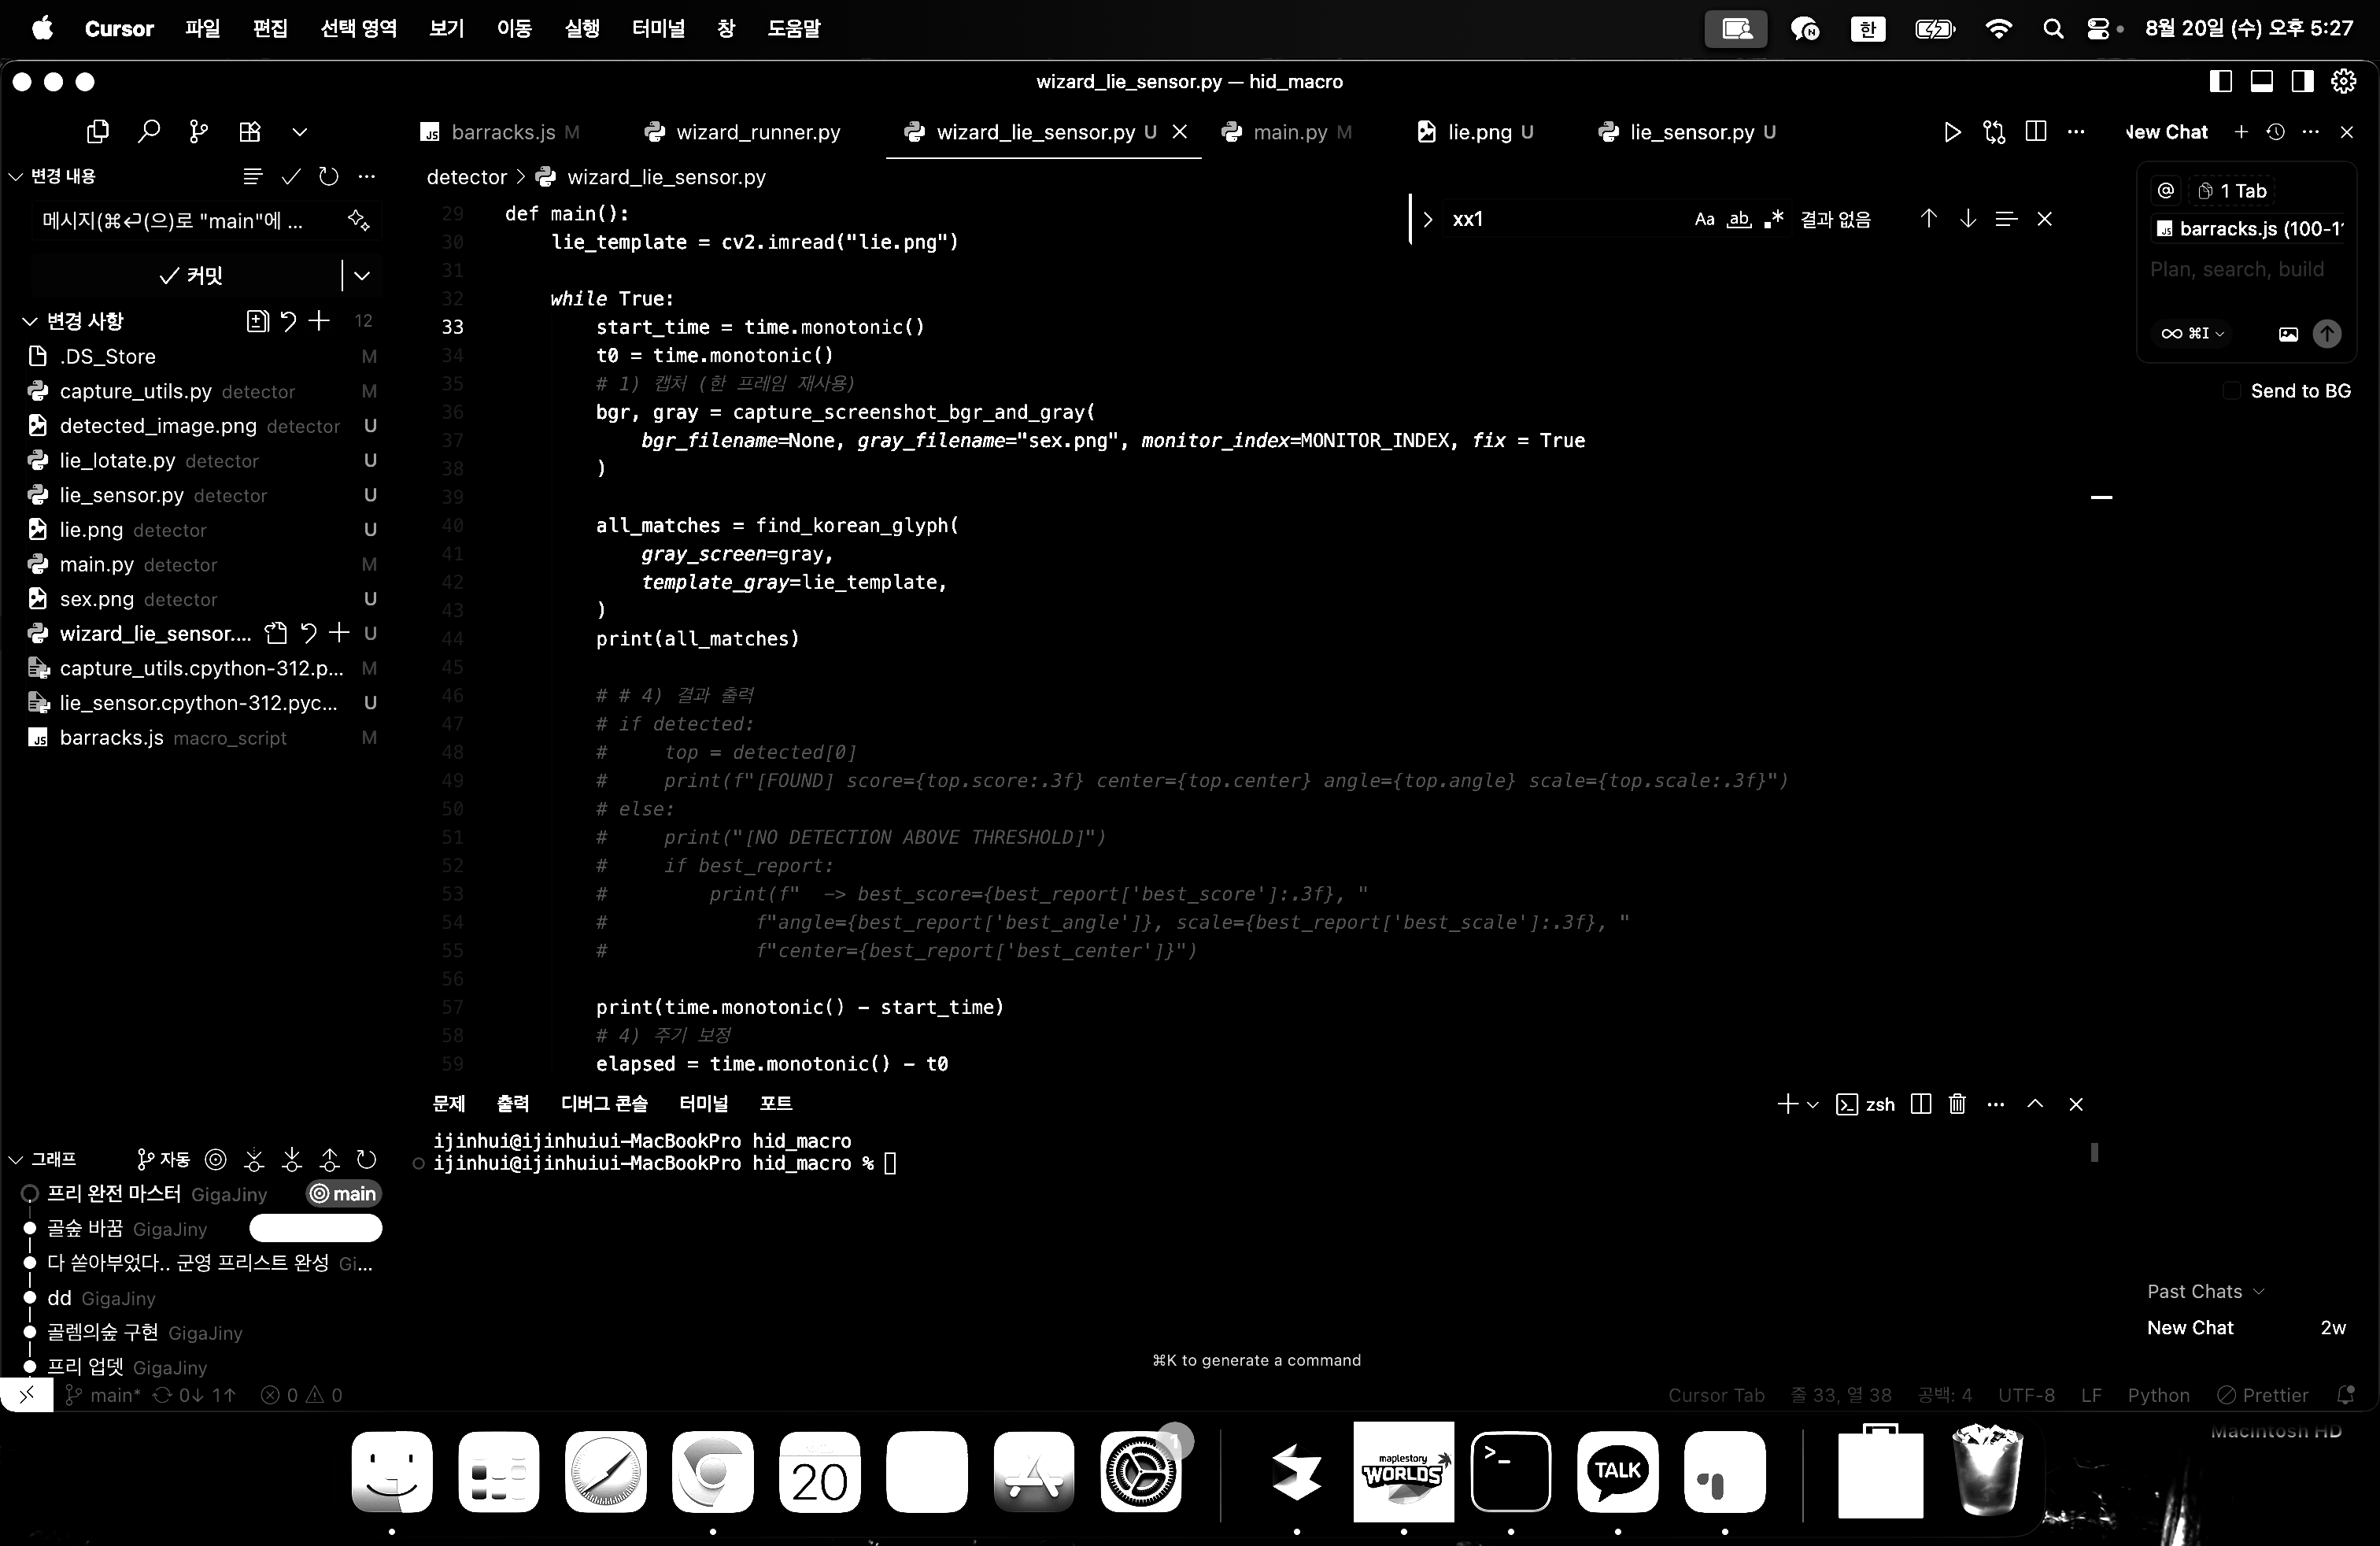 Cursor 파일 편집 선택 영역 보기 이동 실행 터미널 창 도움말 한 8월 20일 (수) 오후 5:27
wizard_lie_sensor.py — hid_macro
barracks.js M wizard_runner.py wizard_lie_sensor.py U main.py M lie.png U lie_sensor.py U
New Chat
변경 내용
메시지(⌘⏎(으)로 "main"에 ...
커밋
변경 사항 12
.DS_Store M
capture_utils.py detector M
detected_image.png detector U
lie_lotate.py detector U
lie_sensor.py detector U
lie.png detector U
main.py detector M
sex.png detector U
wizard_lie_sensor.... U
capture_utils.cpython-312.p... M
lie_sensor.cpython-312.pyc... U
barracks.js macro_script M
그래프 자동
프리 완전 마스터 GigaJiny main
골숲 바꿈 GigaJiny
다 쏟아부었다.. 군영 프리스트 완성 Gi...
dd GigaJiny
골렘의숲 구현 GigaJiny
프리 업뎃 GigaJiny
detector > wizard_lie_sensor.py
xx1 Aa ab 결과 없음
29 def main():
30 lie_template = cv2.imread("lie.png")
31
32 while True:
33 start_time = time.monotonic()
34 t0 = time.monotonic()
35 # 1) 캡처 (한 프레임 재사용)
36 bgr, gray = capture_screenshot_bgr_and_gray(
37 bgr_filename=None, gray_filename="sex.png", monitor_index=MONITOR_INDEX, fix = True
38 )
39
40 all_matches = find_korean_glyph(
41 gray_screen=gray,
42 template_gray=lie_template,
43 )
44 print(all_matches)
45
46 # # 4) 결과 출력
47 # if detected:
48 # top = detected[0]
49 # print(f"[FOUND] score={top.score:.3f} center={top.center} angle={top.angle} scale={top.scale:.3f}")
50 # else:
51 # print("[NO DETECTION ABOVE THRESHOLD]")
52 # if best_report:
53 # print(f" -> best_score={best_report['best_score']:.3f}, "
54 # f"angle={best_report['best_angle']}, scale={best_report['best_scale']:.3f}, "
55 # f"center={best_report['best_center']}")
56
57 print(time.monotonic() - start_time)
58 # 4) 주기 보정
59 elapsed = time.monotonic() - t0
문제 출력 디버그 콘솔 터미널 포트
zsh
ijinhui@ijinhuiui-MacBookPro hid_macro
ijinhui@ijinhuiui-MacBookPro hid_macro %
⌘K to generate a command
@ 1 Tab
barracks.js (100-1
Plan, search, build
∞ ⌘I
Send to BG
Past Chats
New Chat 2w
main* 0↓ 1↑ 0 0
Cursor Tab 줄 33, 열 38 공백: 4 UTF-8 LF Python Prettier
Macintosh HD
20
1
maplestory
WORLDS
>_
TALK